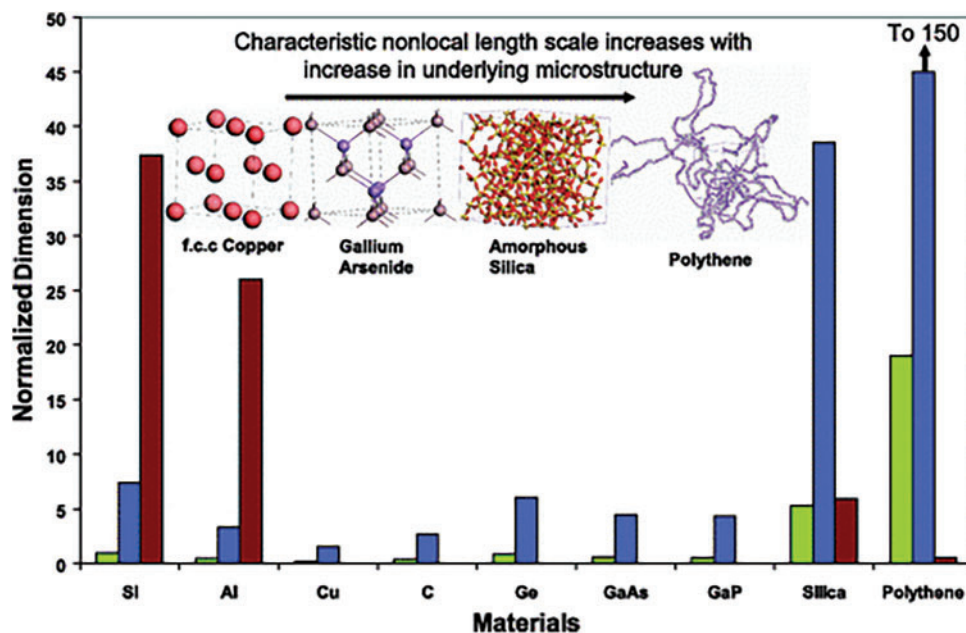 50
To 150
Characteristic nonlocal length scale increases with
increase in underlying microstructure
45
40
35
30
25
20
15
10
5
0
f.c.c Copper
Gallium
Arsenide
Amorphous
Silica
Polythene
Normalized Dimension
Si Al Cu C Ge GaAs GaP Silica Polythene
Materials